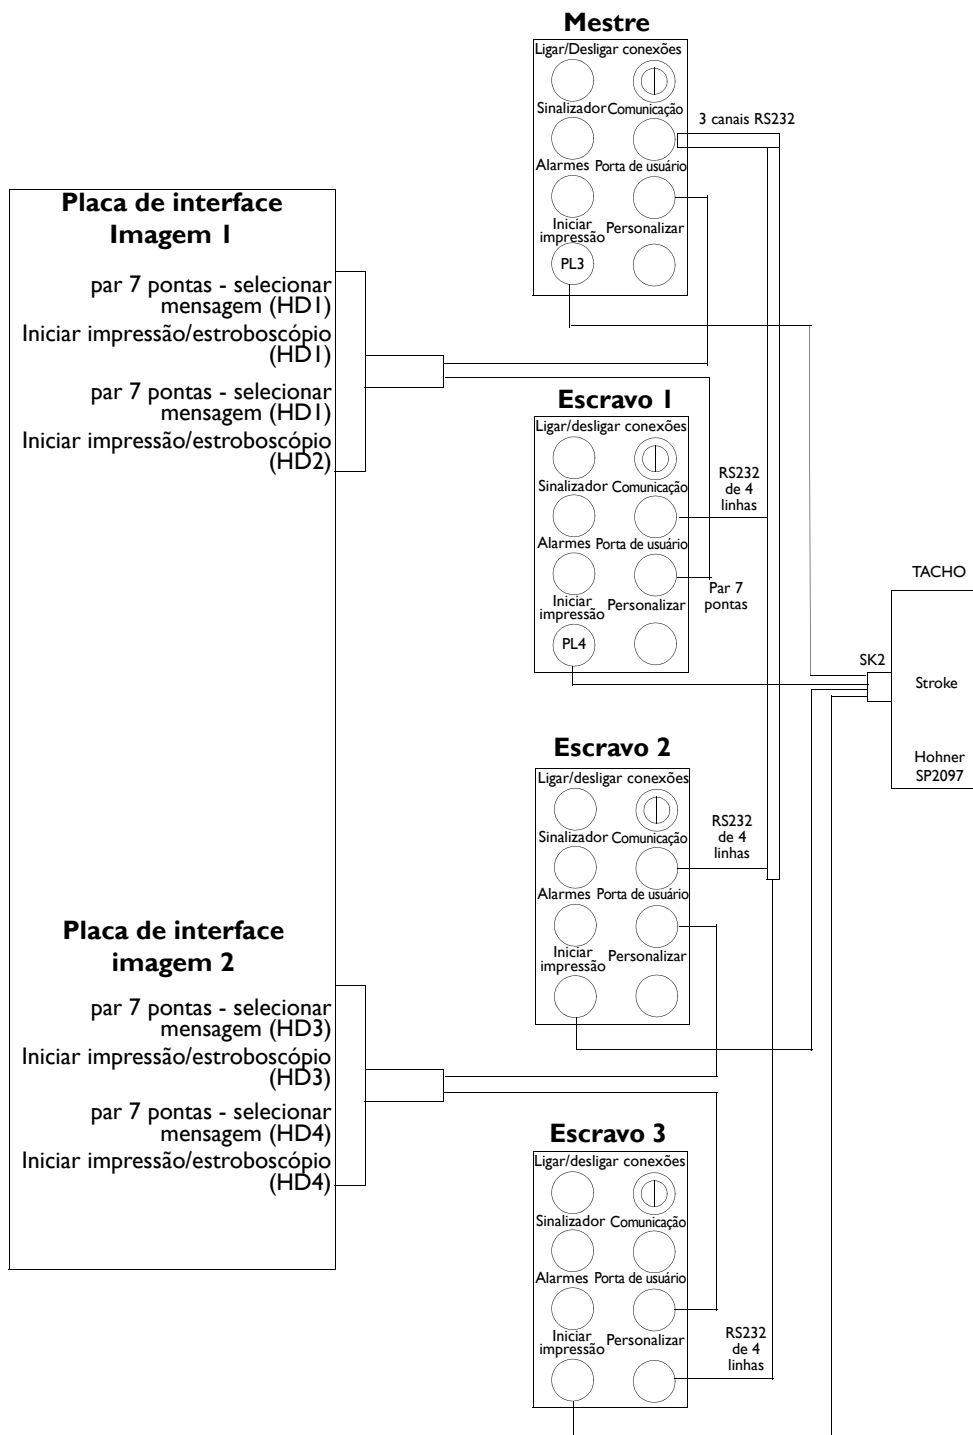 Mestre
Ligar/Desligar conexões
Sinalizador
Comunicação
3 canais RS232
Alarmes
Porta de usuário
Iniciar
impressão
Personalizar
PL3
Placa de interface
Imagem 1
par 7 pontas - selecionar
mensagem (HD1)
Iniciar impressão/estroboscópio
(HD1)
par 7 pontas - selecionar
mensagem (HD1)
Iniciar impressão/estroboscópio
(HD2)
Escravo 1
Ligar/desligar conexões
Sinalizador
Comunicação
RS232
de 4
linhas
Alarmes
Porta de usuário
Iniciar
impressão
Personalizar
Par 7
pontas
PL4
TACHO
SK2
Stroke
Hohner
SP2097
Escravo 2
Ligar/desligar conexões
Sinalizador
Comunicação
RS232
de 4
linhas
Alarmes
Porta de usuário
Iniciar
impressão
Personalizar
Placa de interface
imagem 2
par 7 pontas - selecionar
mensagem (HD3)
Iniciar impressão/estroboscópio
(HD3)
par 7 pontas - selecionar
mensagem (HD4)
Iniciar impressão/estroboscópio
(HD4)
Escravo 3
Ligar/desligar conexões
Sinalizador
Comunicação
Alarmes
Porta de usuário
Iniciar
impressão
Personalizar
RS232
de 4
linhas